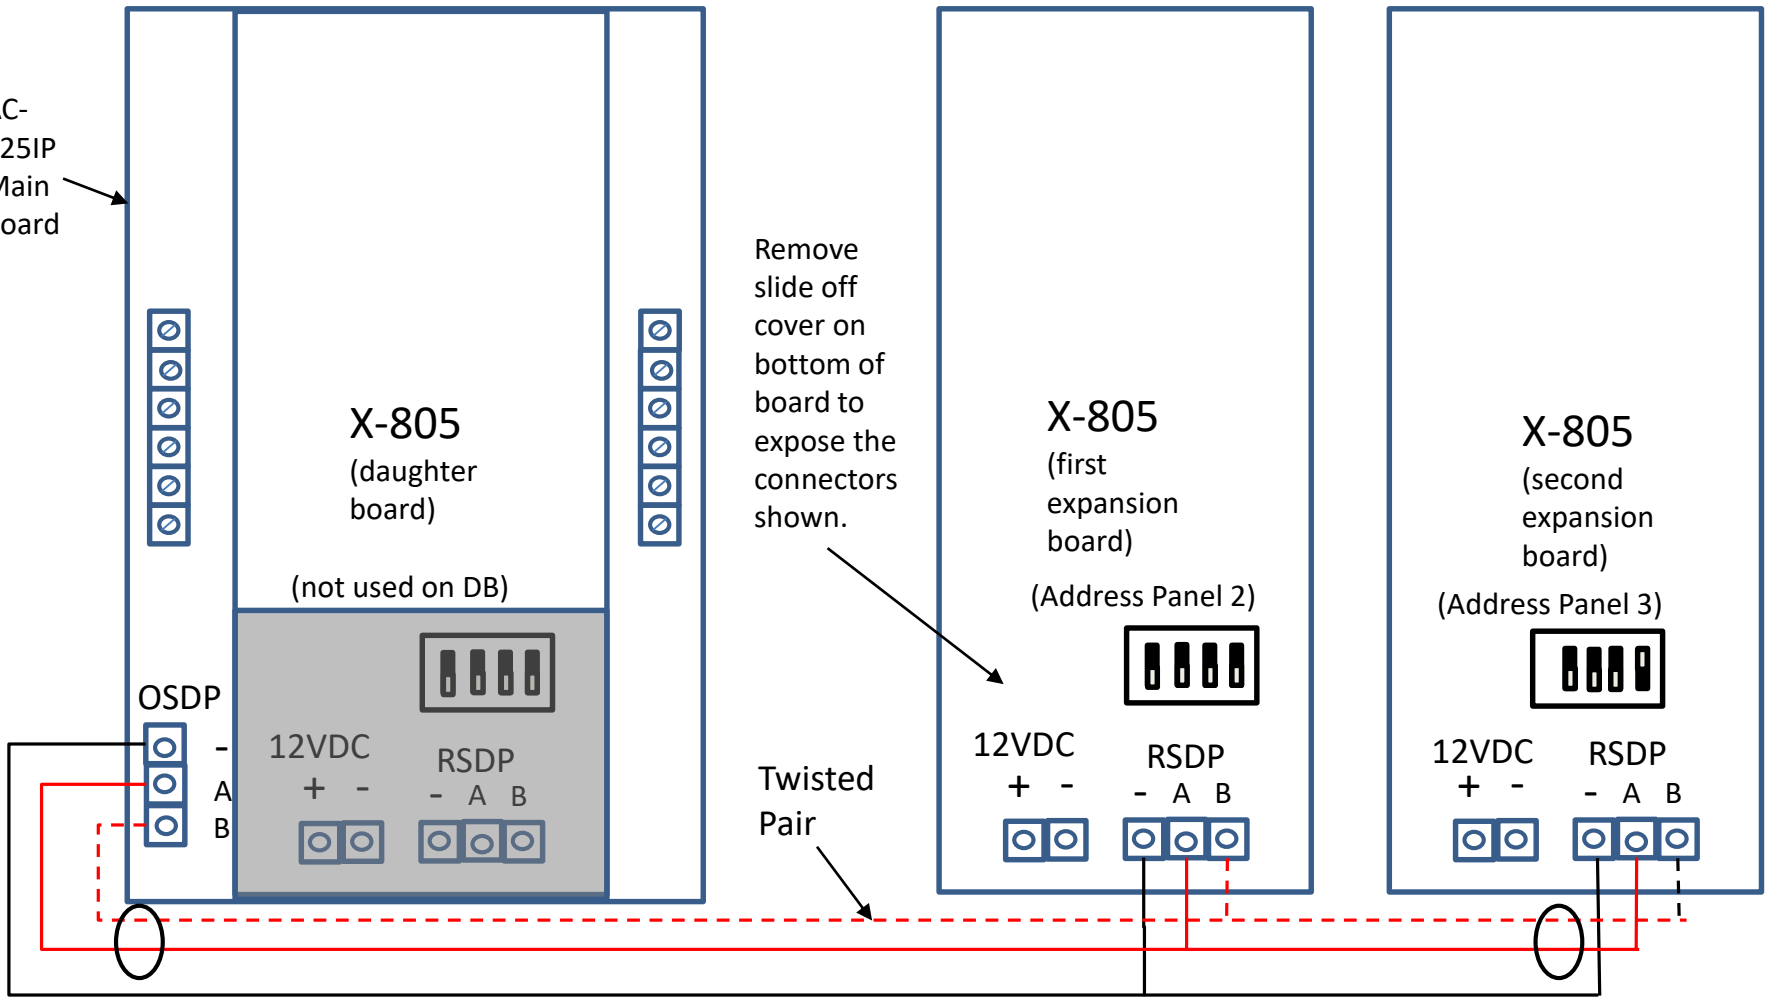 25IP
X-805
(daughter
board)
(not used on DB)
OSDP
-
A
B
12VDC
+ -
RSDP
- A B
Remove
slide off
cover on
bottom of
board to
expose the
connectors
shown.
Twisted
Pair
X-805
(first
expansion
board)
(Address Panel 2)
12VDC
+ -
RSDP
- A B
X-805
(second
expansion
board)
(Address Panel 3)
12VDC
+ -
RSDP
- A B